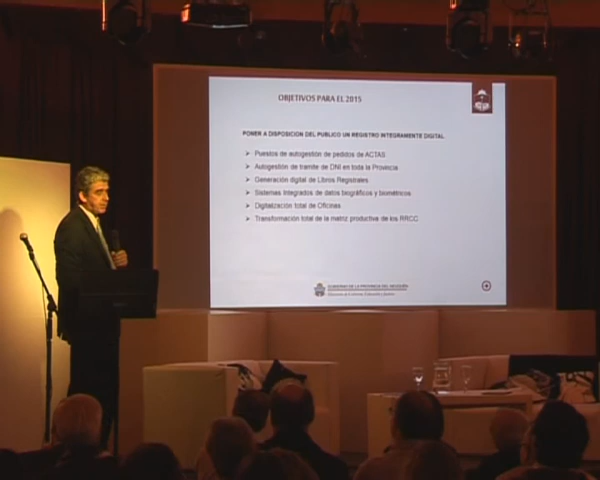 OBJETIVOS PARA EL 2015
PONER A DISPOSICION DEL PUBLICO UN REGISTRO INTEGRAMENTE DIGITAL.
➢ Puestos de autogestión de pedidos de ACTAS
➢ Autogestión de tramite de DNI en toda la Provincia
➢ Generación digital de Libros Registrales
➢ Sistemas Integrados de datos biográficos y biométricos
➢ Digitalización total de Oficinas
➢ Transformación total de la matriz productiva de los RRCC
GOBIERNO DE LA PROVINCIA DEL NEUQUEN